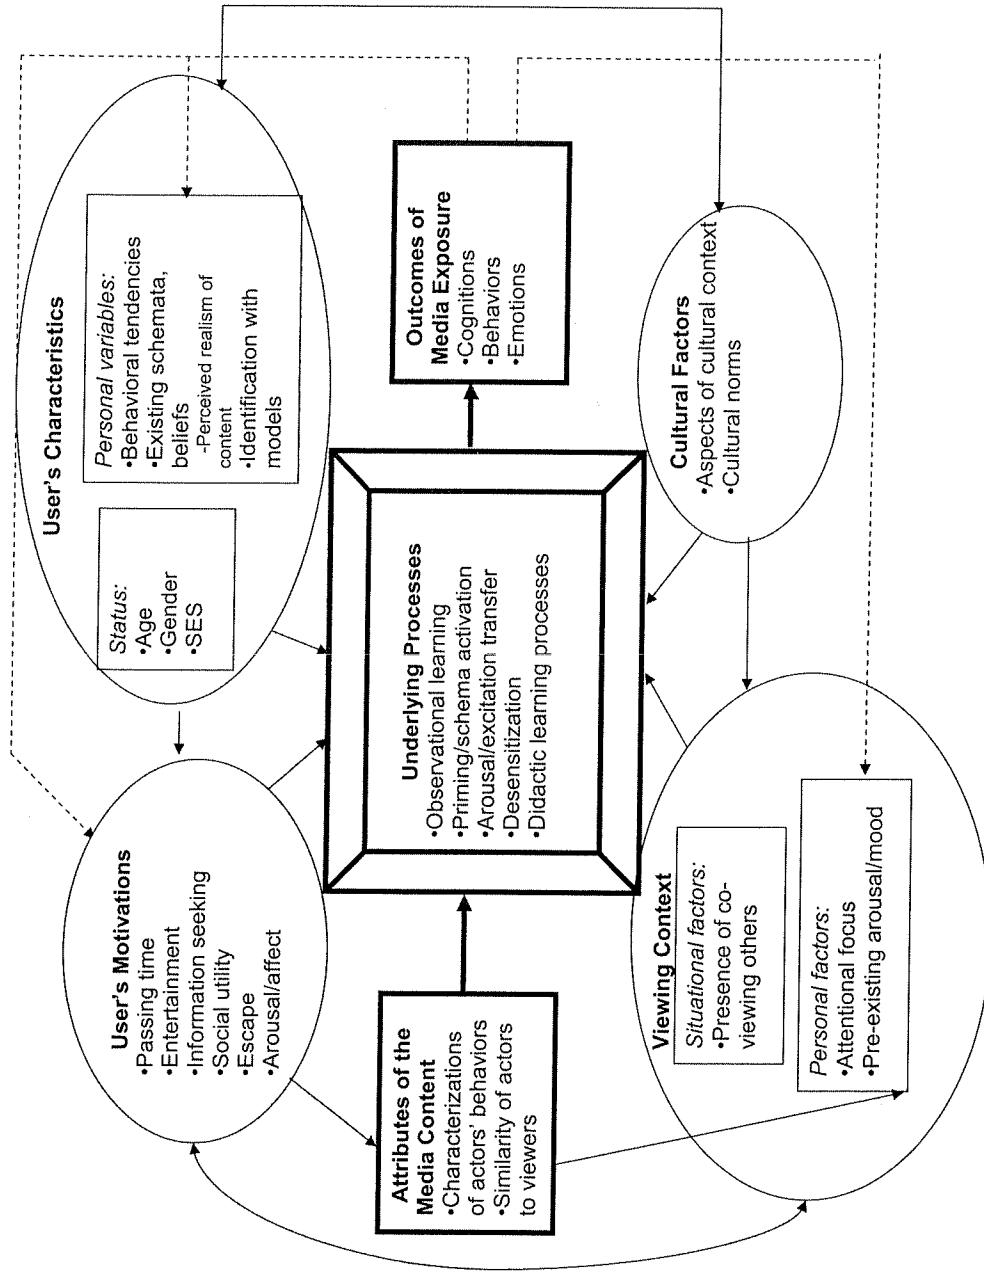 User's Motivations
•Passing time
•Entertainment
•Information seeking
•Social utility
•Escape
•Arousal/affect
User's Characteristics
Status:
•Age
•Gender
•SES
Personal variables:
•Behavioral tendencies
•Existing schemata,
beliefs
-Perceived realism of
content
•Identification with
models
Attributes of the
Media Content
•Characterizations
of actors' behaviors
•Similarity of actors
to viewers
Underlying Processes
•Observational learning
•Priming/schema activation
•Arousal/excitation transfer
•Desensitization
•Didactic learning processes
Outcomes of
Media Exposure
•Cognitions
•Behaviors
•Emotions
Viewing Context
Situational factors:
•Presence of co-
viewing others
Personal factors:
•Attentional focus
•Pre-existing arousal/mood
Cultural Factors
•Aspects of cultural context
•Cultural norms